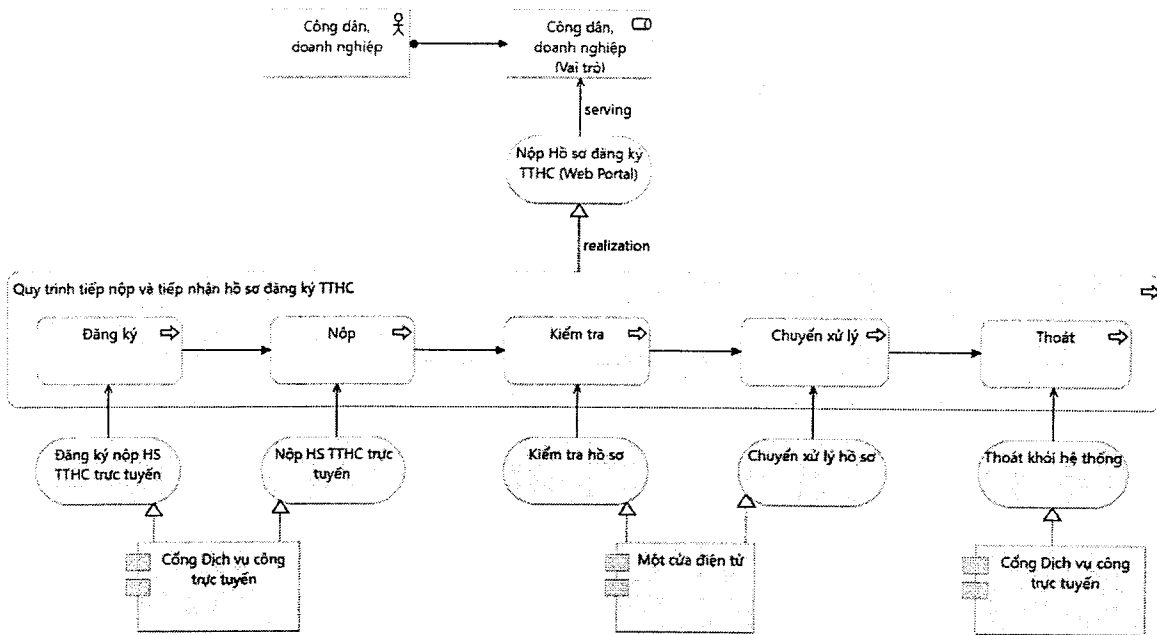 Công dân,
doanh nghiệp
Công dân,
doanh nghiệp
(Vai trò)
serving
Nộp Hồ sơ đăng ký
TTHC (Web Portal)
realization
Quy trình tiếp nộp và tiếp nhận hồ sơ đăng ký TTHC
Đăng ký
Nộp
Kiểm tra
Chuyển xử lý
Thoát
Đăng ký nộp HS
TTHC trực tuyến
Nộp HS TTHC trực
tuyến
Kiểm tra hồ sơ
Chuyển xử lý hồ sơ
Thoát khỏi hệ thống
Cổng Dịch vụ công
trực tuyến
Một cửa điện tử
Cổng Dịch vụ công
trực tuyến